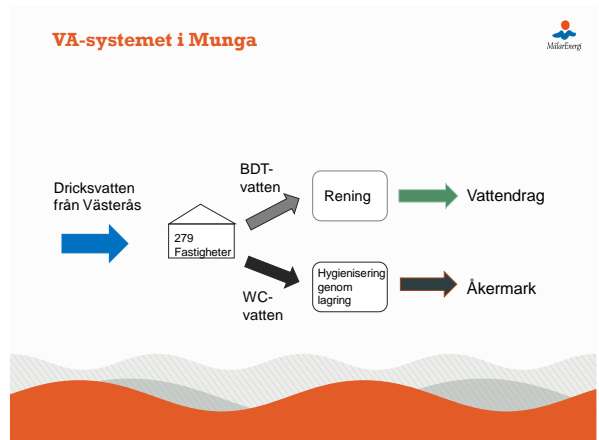 VA-systemet i Munga
MälarEnergi
Dricksvatten
från Västerås
279
Fastigheter
BDT-
vatten
Rening
Vattendrag
WC-
vatten
Hygienisering
genom
lagring
Åkermark